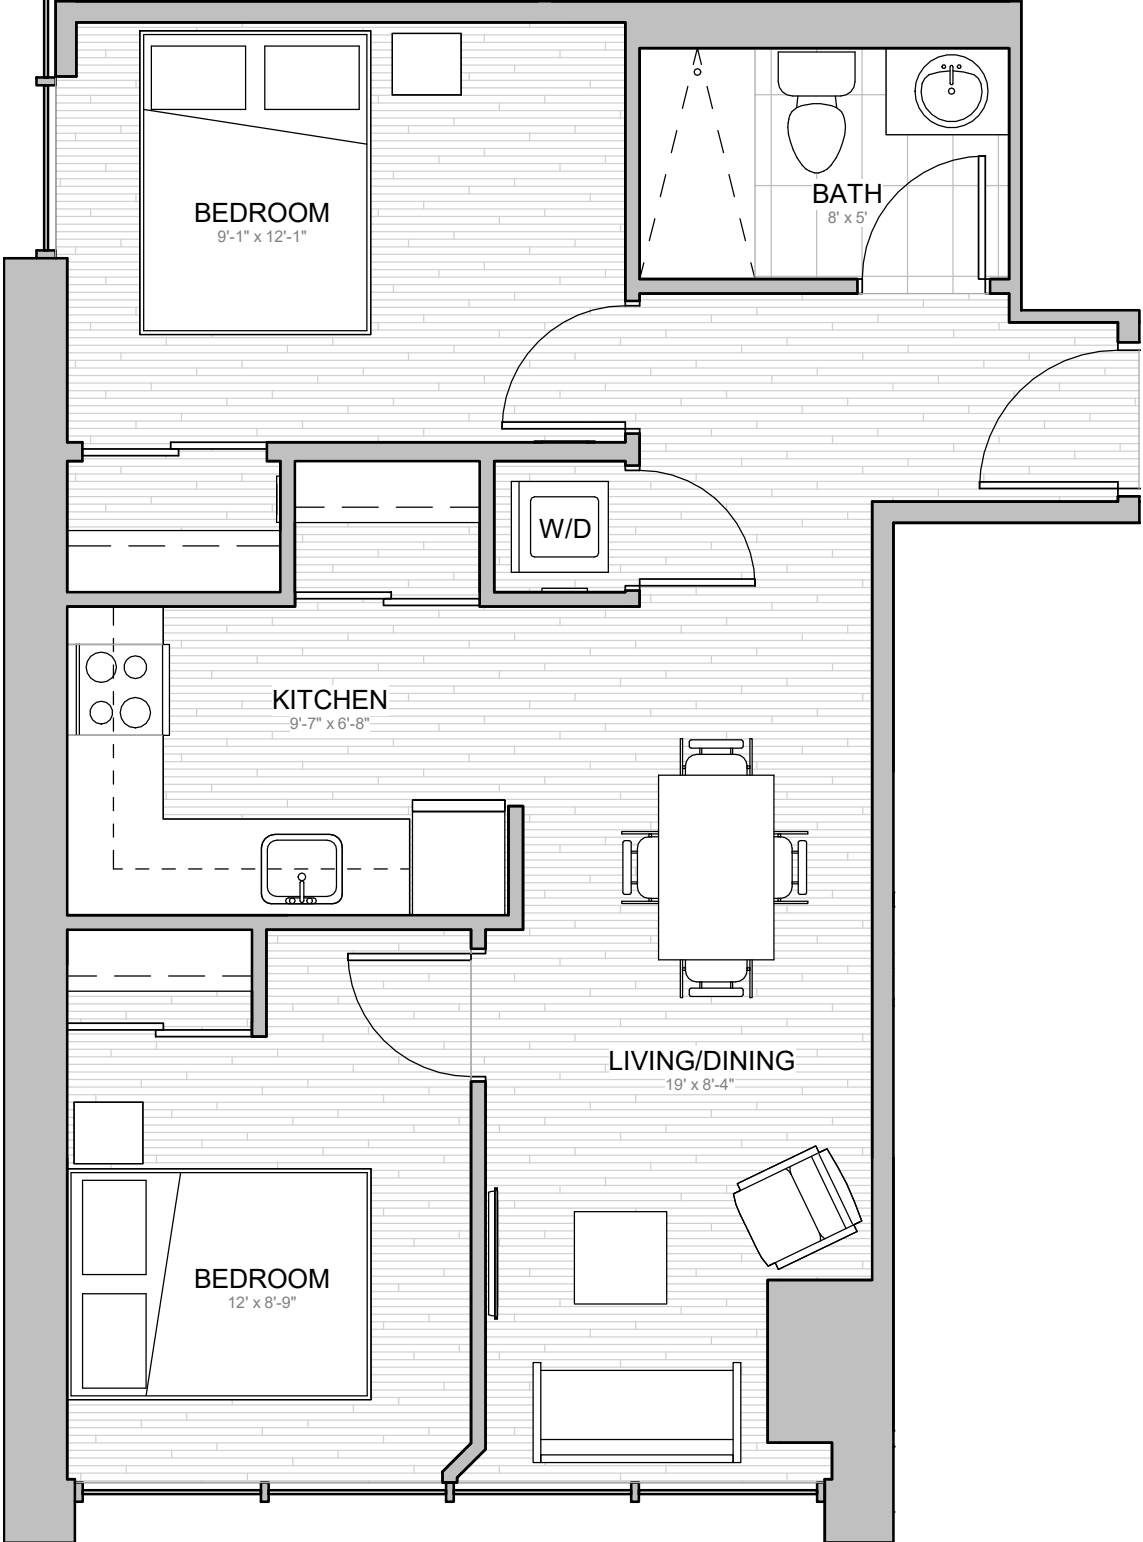 BEDROOM
9'-1" x 12'-1"
BATH
8' x 5'
W/D
KITCHEN
9'-7" x 6'-8"
LIVING/DINING
19' x 8'-4"
BEDROOM
12' x 8'-9"